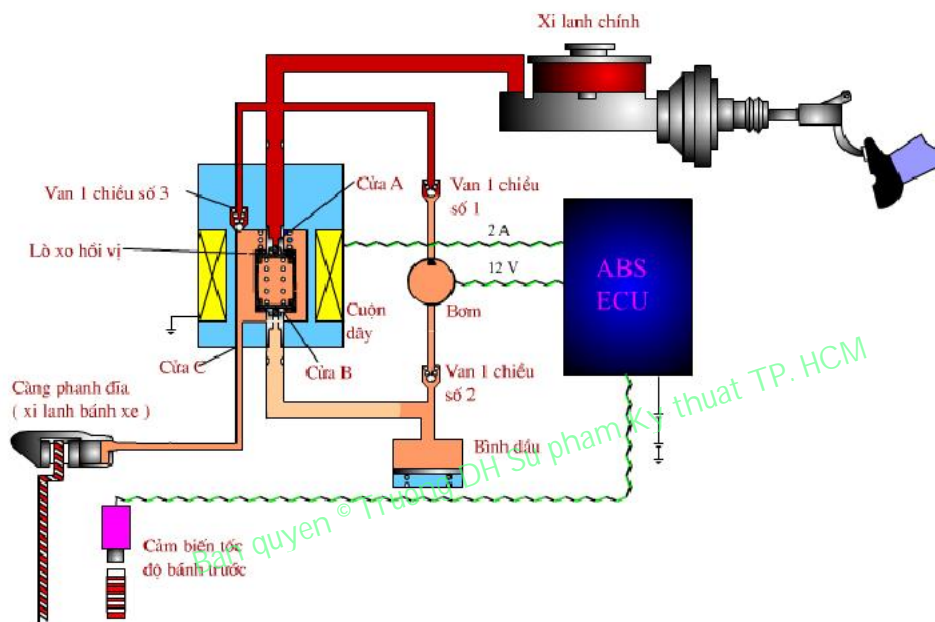 Xi lanh chính
Van 1 chiều số 3
Cửa A
Van 1 chiều
số 1
Lò xo hồi vị
2 A
12 V
ABS
ECU
Cuộn
dây
Bơm
Cửa C
Cửa B
Van 1 chiều
số 2
Càng phanh đĩa
( xi lanh bánh xe )
Bình dầu
Cảm biến tốc
độ bánh trước
Ban quyen © Truong DH Su pham Ky thuat TP. HCM